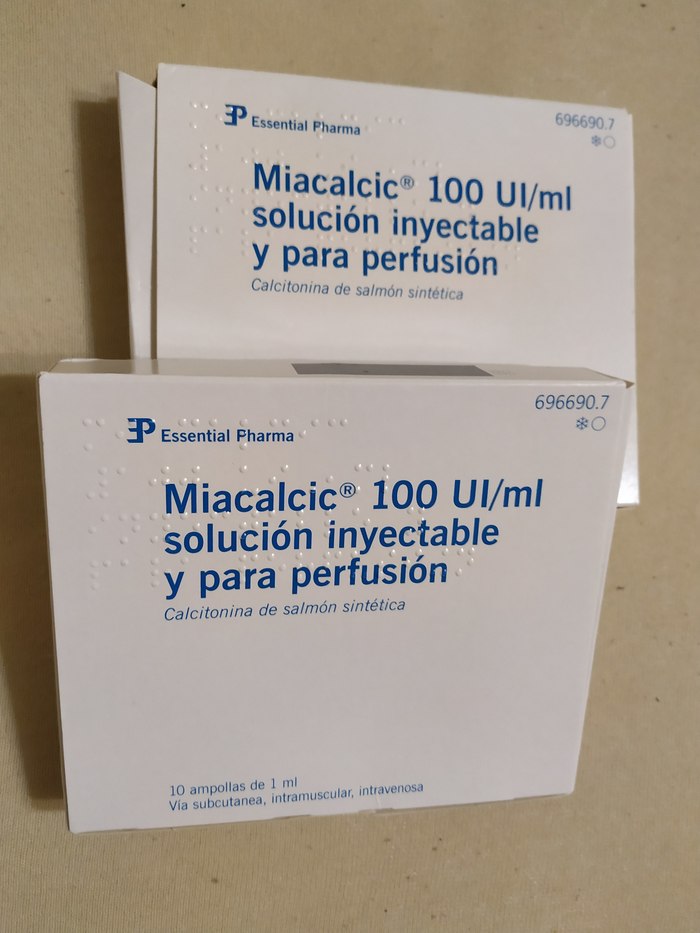 Essential Pharma
696690.7
Miacalcic® 100 UI/ml
solución inyectable
y para perfusión
Calcitonina de salmón sintética
Essential Pharma
696690.7
Miacalcic® 100 UI/ml
solución inyectable
y para perfusión
Calcitonina de salmón sintética
10 ampollas de 1 ml
Vía subcutanea, intramuscular, intravenosa